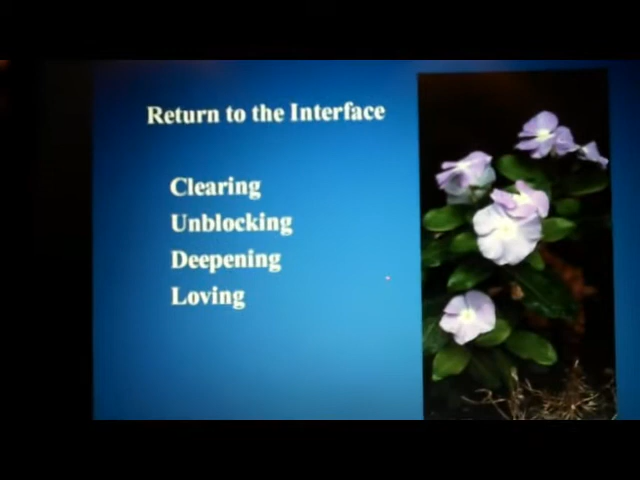 Return to the Interface
Clearing
Unblocking
Deepening
Loving